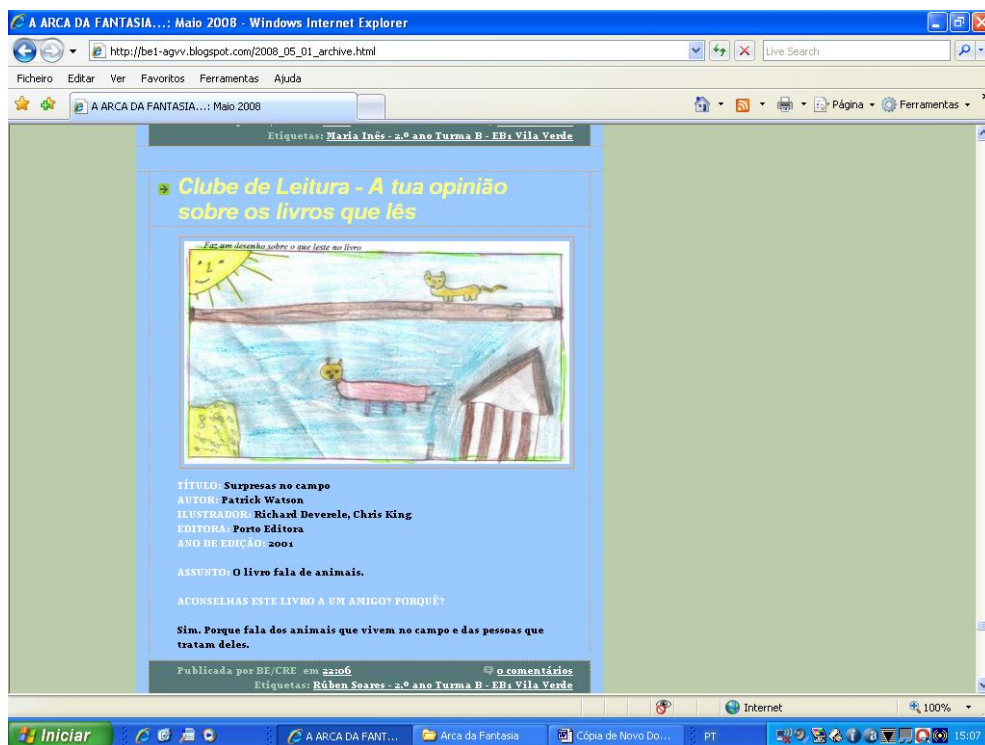 A ARCA DA FANTASIA...: Maio 2008 - Windows Internet Explorer
http://be1-agvv.blogspot.com/2008_05_01_archive.html
Live Search
Ficheiro Editar Ver Favoritos Ferramentas Ajuda
A ARCA DA FANTASIA...: Maio 2008
Página
Ferramentas
Etiquetas: Maria Inês - 2.º ano Turma B - EB1 Vila Verde
Clube de Leitura - A tua opinião
sobre os livros que lês
Faz um desenho sobre o que leste no livro
TÍTULO: Surpresas no campo
AUTOR: Patrick Watson
ILUSTRADOR: Richard Deverele, Chris King
EDITORA: Porto Editora
ANO DE EDIÇÃO: 2001
ASSUNTO: O livro fala de animais.
ACONSELHAS ESTE LIVRO A UM AMIGO? PORQUÊ?
Sim. Porque fala dos animais que vivem no campo e das pessoas que
tratam deles.
Publicada por BE/CRE em 22:06 0 comentários
Etiquetas: Rúben Soares - 2.º ano Turma B - EB1 Vila Verde
Internet 100%
Iniciar A ARCA DA FANT... Arca da Fantasia Cópia de Novo Do... PT 15:07